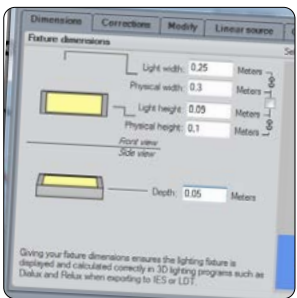 Dimensions Corrections Modify Linear source
Fixture dimensions
Light width: 0,25 Meters
Physical width: 0,3 Meters
Light height: 0,09 Meters
Physical height: 0,1 Meters
Front view
Side view
Depth: 0,05 Meters
Giving your fixture dimensions ensures the lighting fixture is
displayed and calculated correctly in 3D lighting programs such as
Dialux and Relux when exporting to IES or LDT.